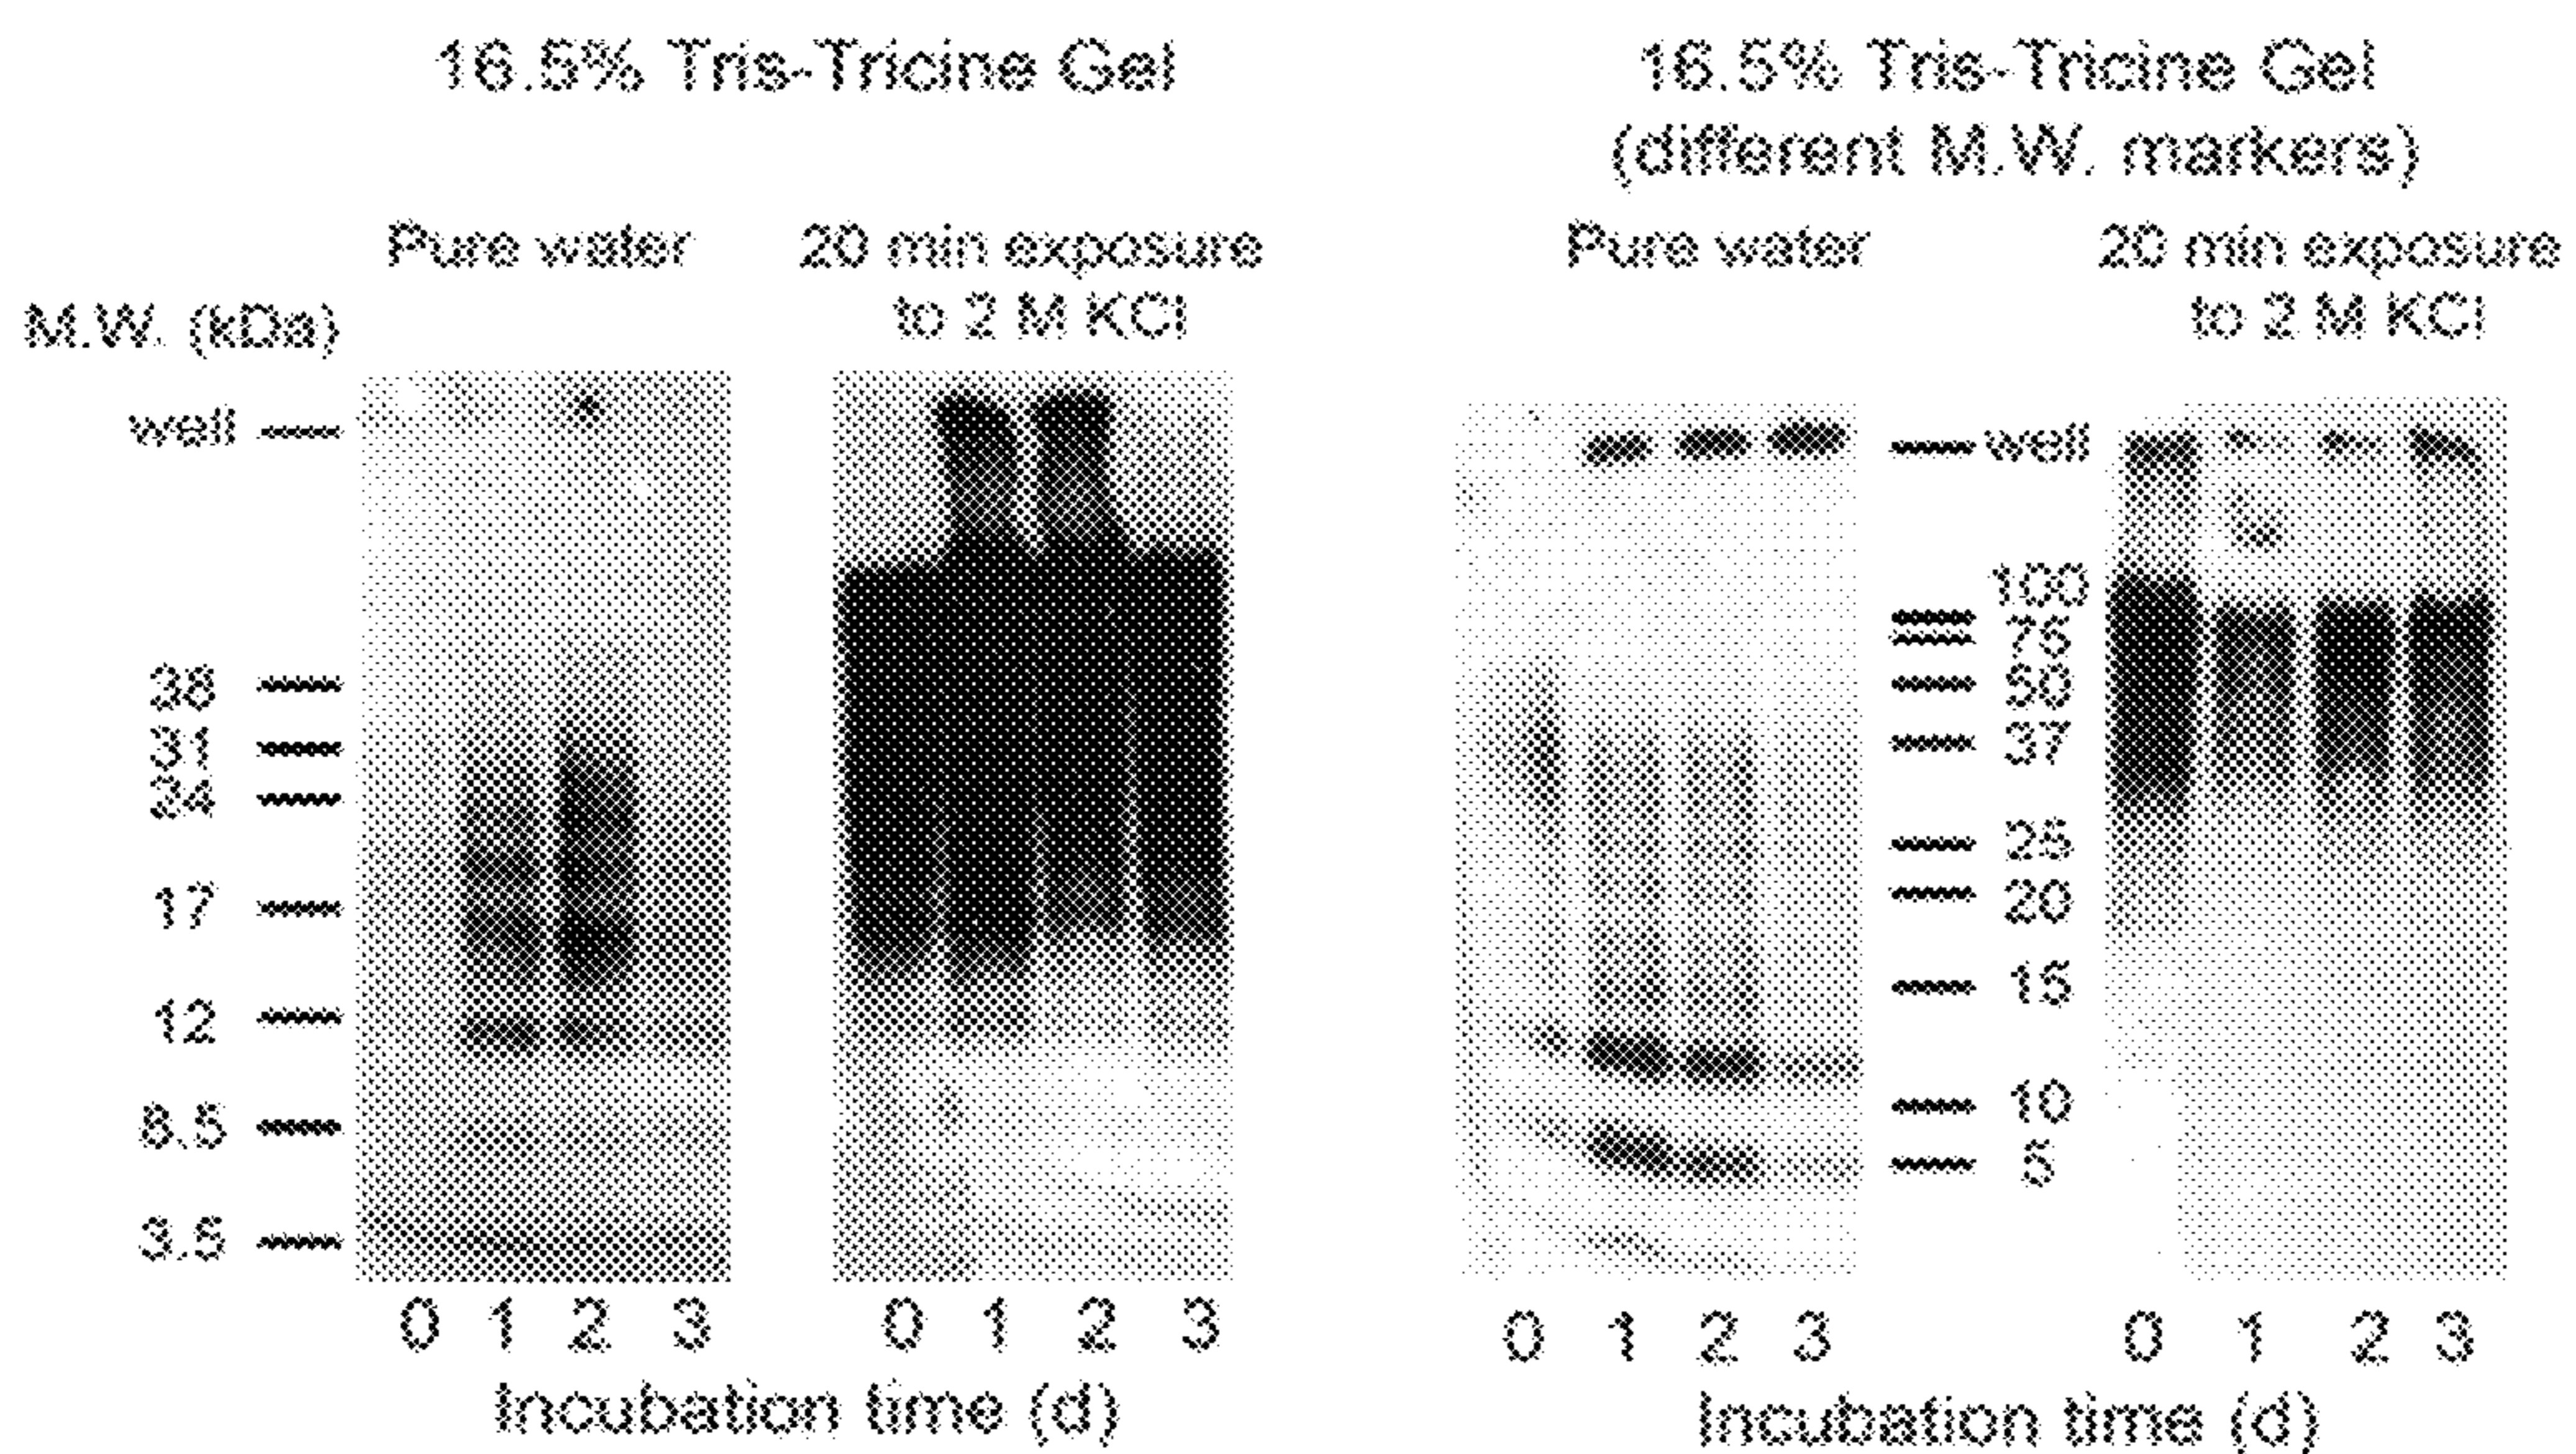 16.5% Tris-Tricine Gel
Pure water
20 min exposure
to 2 M KCl
M.W. (kDa)
well
38
31
24
17
12
8.5
3.5
0 1 2 3
0 1 2 3
Incubation time (d)
16.5% Tris-Tricine Gel
(different M.W. markers)
Pure water
20 min exposure
to 2 M KCl
well
100
75
50
37
25
20
15
10
5
0 1 2 3
0 1 2 3
Incubation time (d)